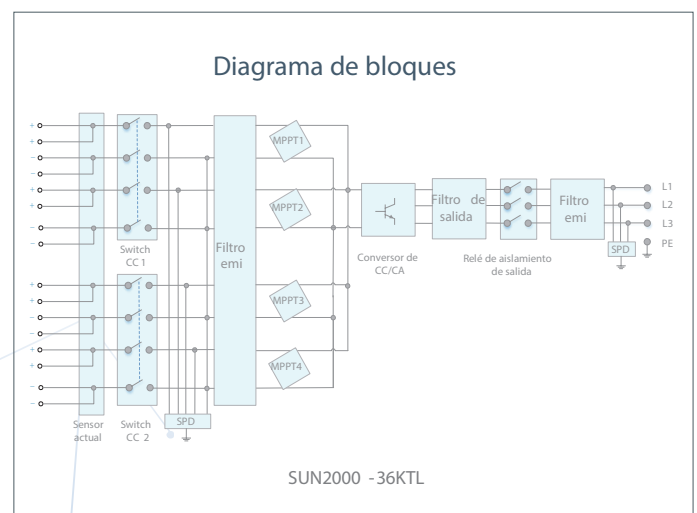 Diagrama de bloques
+
+
−
−
+
+
−
−
+
+
−
−
+
+
−
−
Sensor
actual
Switch
CC 1
Switch
CC 2
SPD
Filtro
emi
MPPT1
MPPT2
MPPT3
MPPT4
Conversor de
CC/CA
Filtro de
salida
Relé de aislamiento
de salida
Filtro
emi
SPD
L1
L2
L3
PE
SUN2000 -36KTL